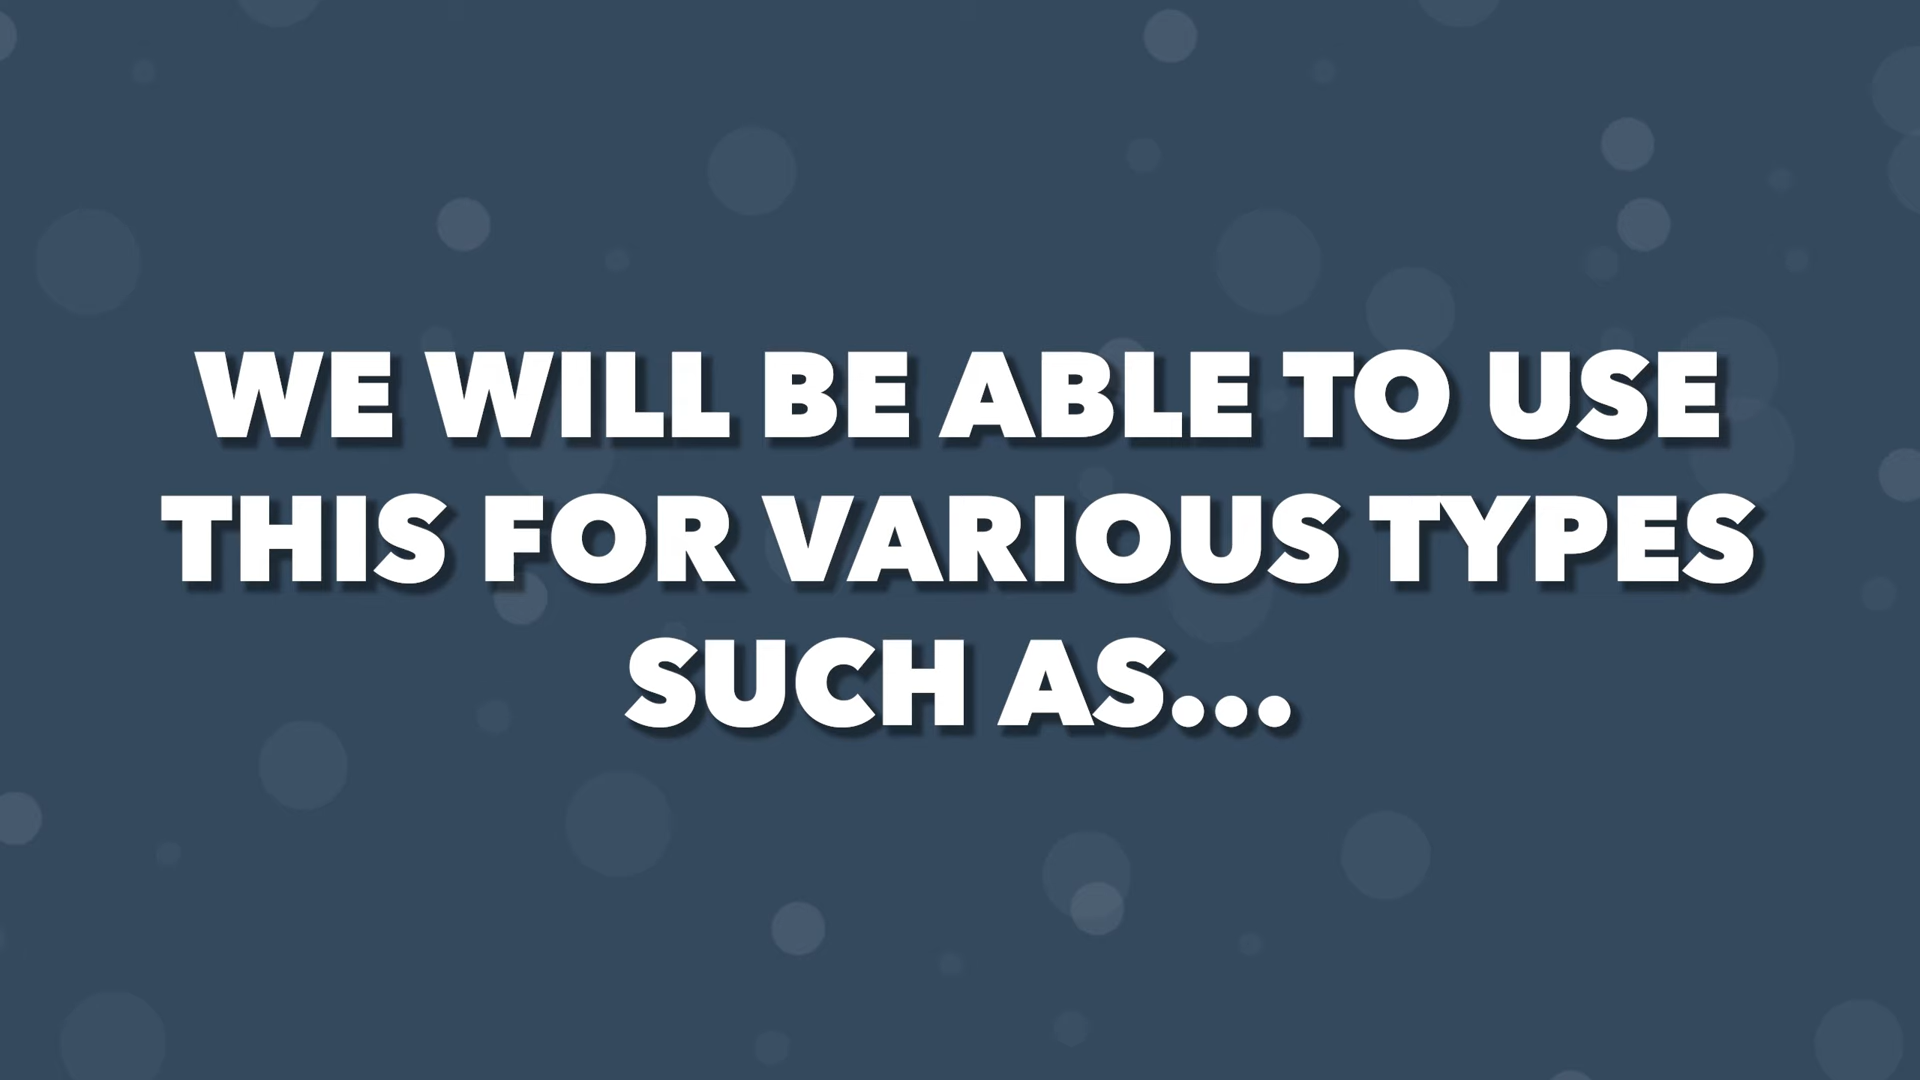 WE WILL BE ABLE TO USE
THIS FOR VARIOUS TYPES
SUCH AS...